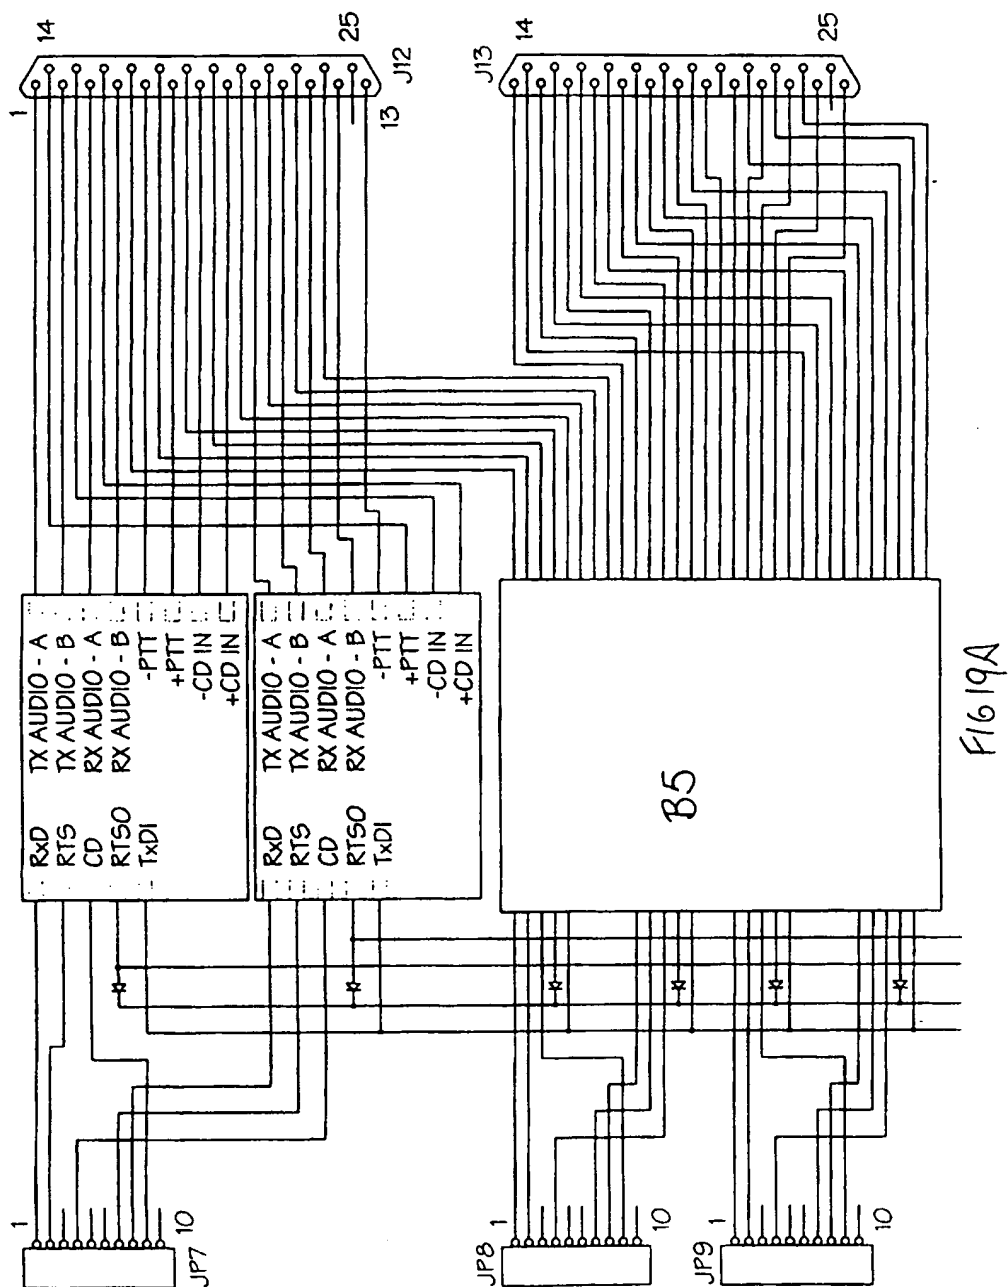 1
14
13
25
J12
J13
14
25
RxD TX AUDIO - A
RTS TX AUDIO - B
CD RX AUDIO - A
RTSO RX AUDIO - B
TxDI -PTT
+PTT
-CD IN
+CD IN
RxD TX AUDIO - A
RTS TX AUDIO - B
CD RX AUDIO - A
RTSO RX AUDIO - B
TxDI -PTT
+PTT
-CD IN
+CD IN
B5
1
10
JP7
1
10
JP8
1
10
JP9
FIG 19A